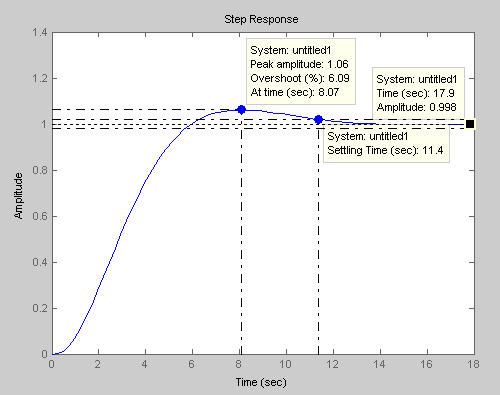 Step Response
System: untitled1
Peak amplitude: 1.06
Overshoot (%): 6.09
At time (sec): 8.07
System: untitled1
Time (sec): 17.9
Amplitude: 0.998
System: untitled1
Settling Time (sec): 11.4
Amplitude
1.4
1.2
1
0.8
0.6
0.4
0.2
0
0 2 4 6 8 10 12 14 16 18
Time (sec)